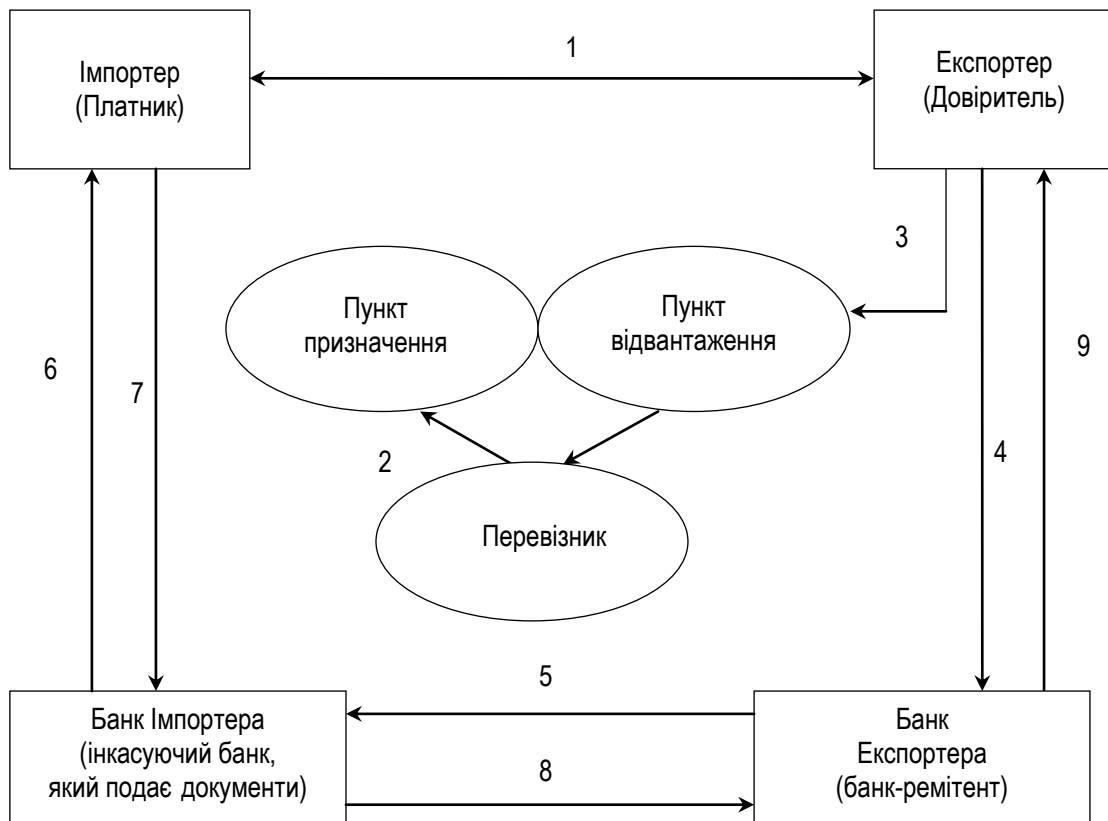 1
Імпортер
(Платник)
Експортер
(Довіритель)
3
Пункт
призначення
Пункт
відвантаження
6
7
9
2
4
Перевізник
5
Банк Імпортера
(інкасуючий банк,
який подає документи)
8
Банк
Експортера
(банк-ремітент)